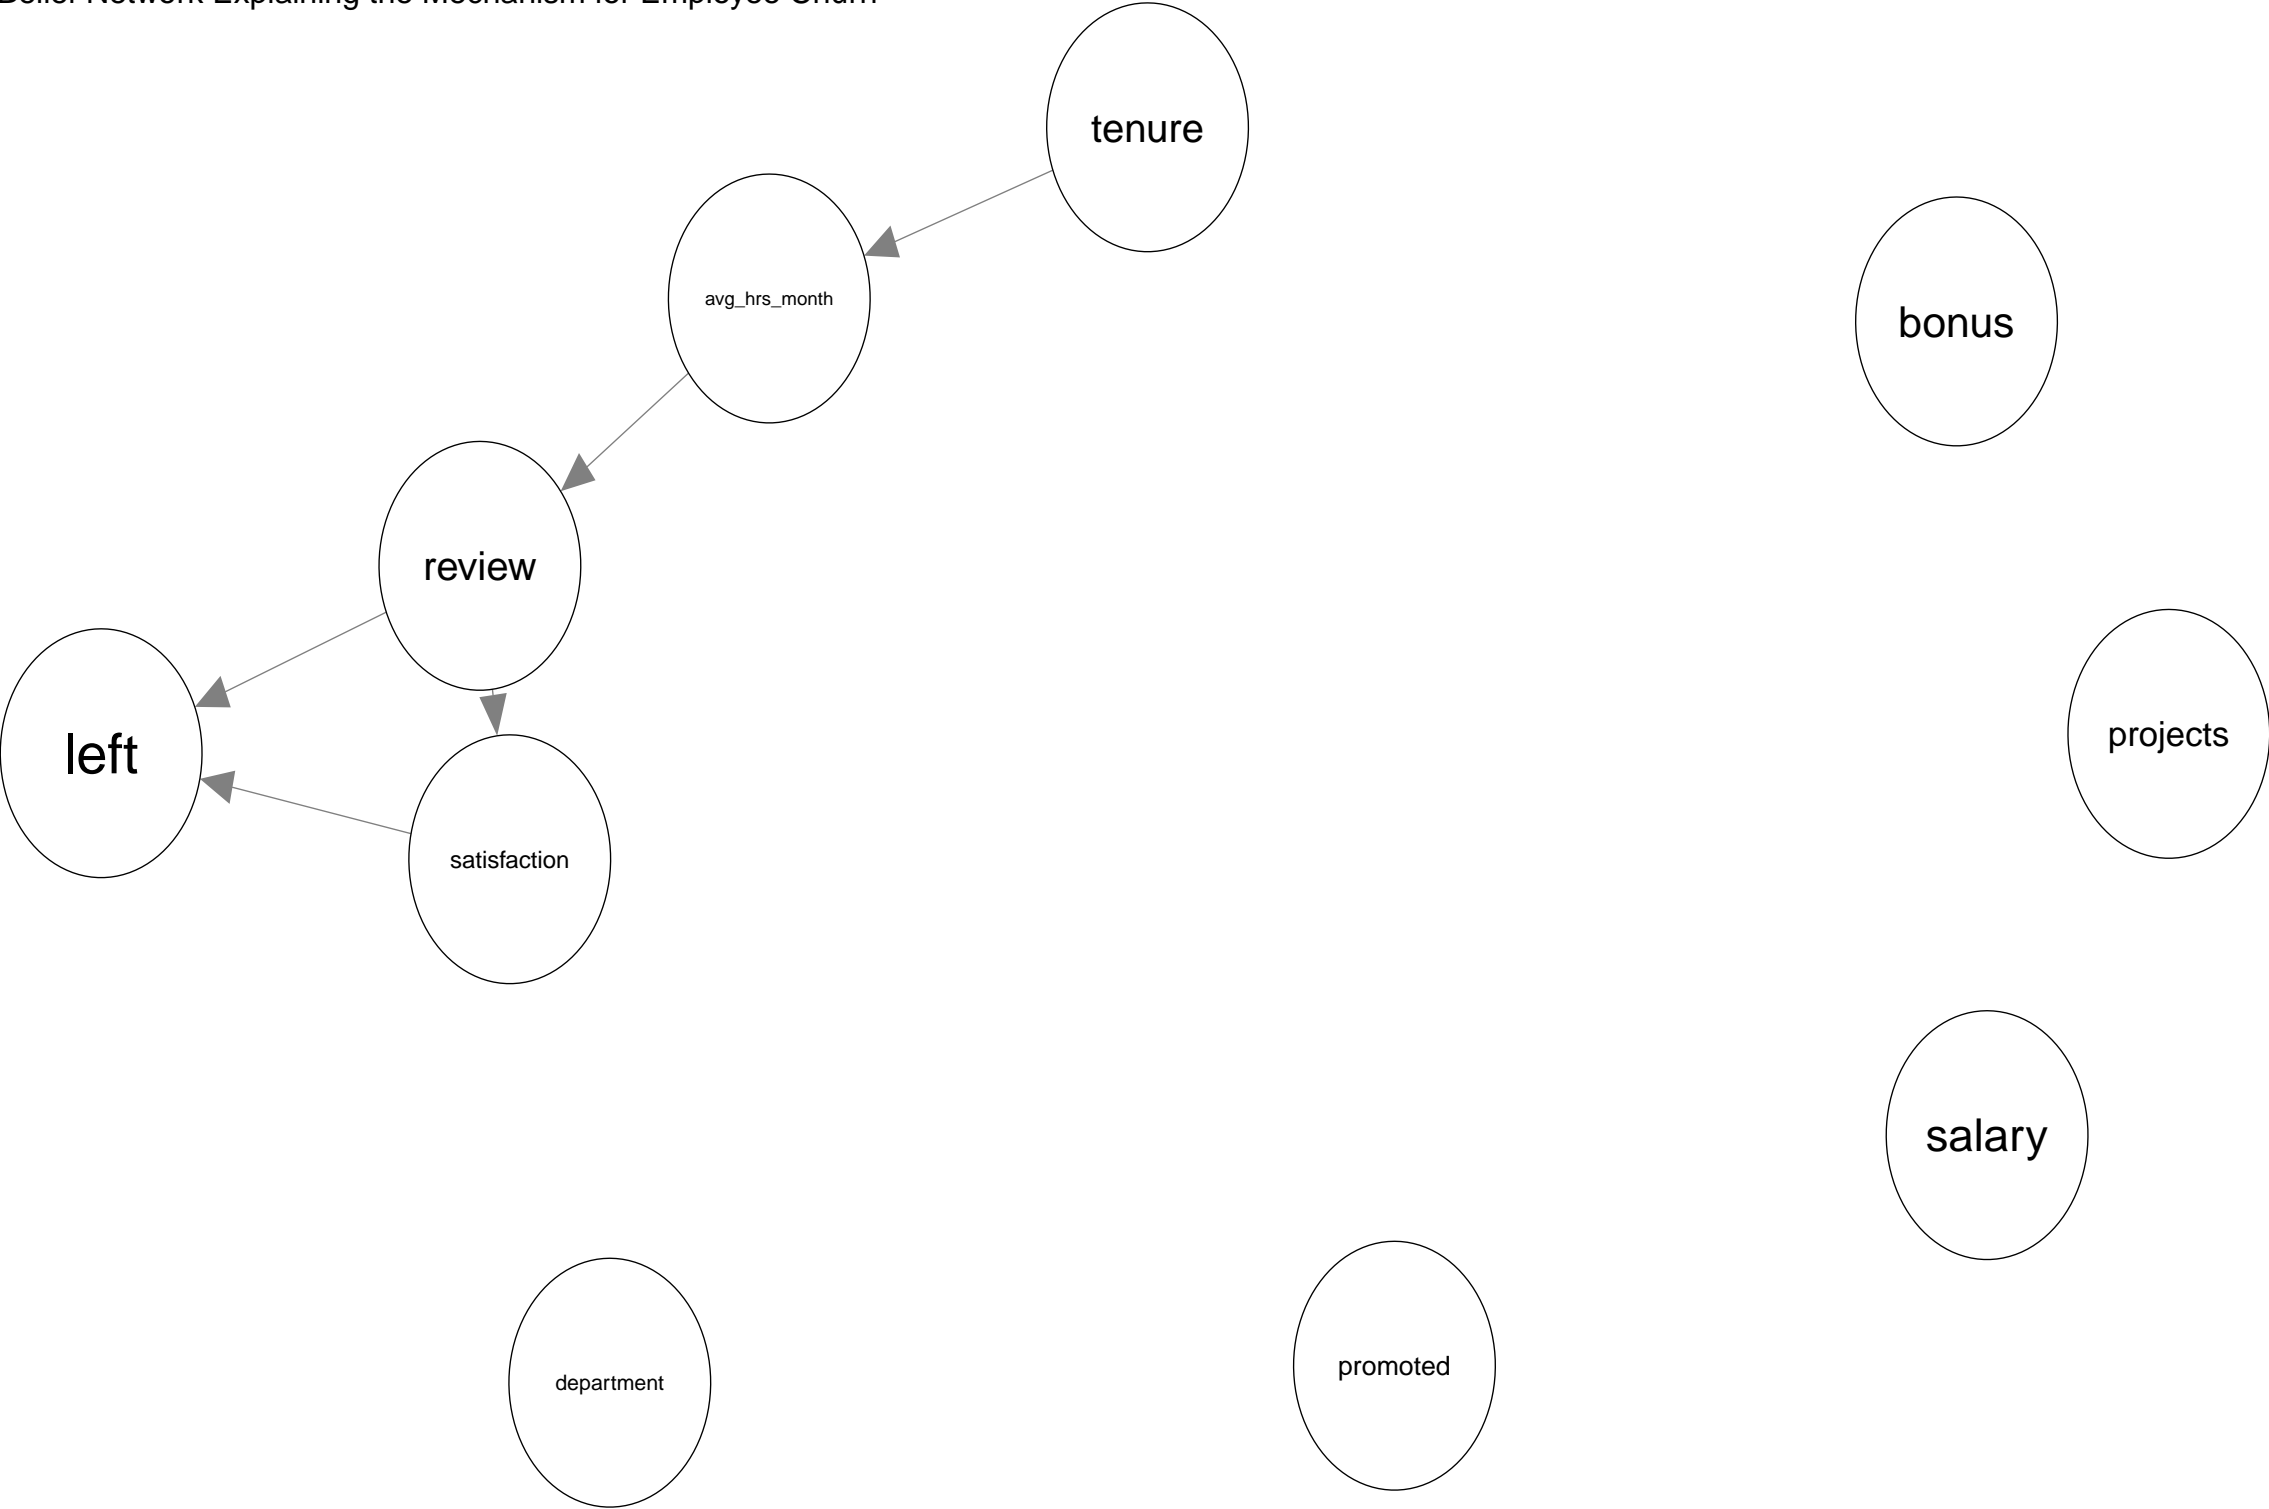 Belief Network Explaining the Mechanism for Employee Churn
tenure
avg_hrs_month
bonus
review
left
projects
satisfaction
salary
department
promoted